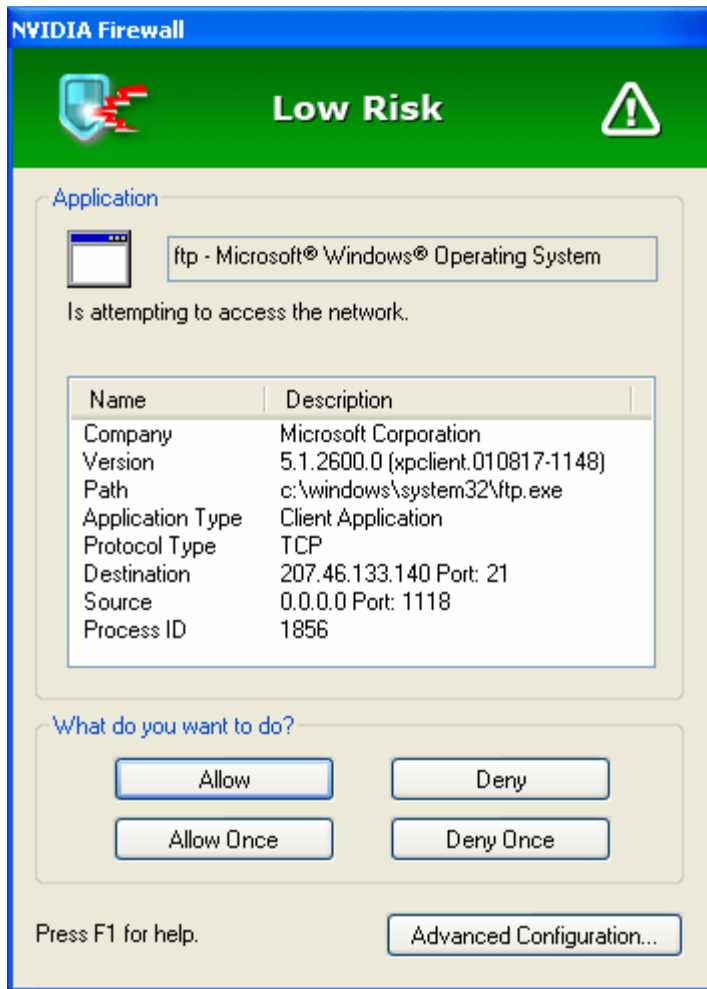 NVIDIA Firewall
Low Risk
Application
ftp - Microsoft® Windows® Operating System
Is attempting to access the network.
Name Description
Company Microsoft Corporation
Version 5.1.2600.0 (xpclient.010817-1148)
Path c:\windows\system32\ftp.exe
Application Type Client Application
Protocol Type TCP
Destination 207.46.133.140 Port: 21
Source 0.0.0.0 Port: 1118
Process ID 1856
What do you want to do?
Allow Deny
Allow Once Deny Once
Press F1 for help. Advanced Configuration...